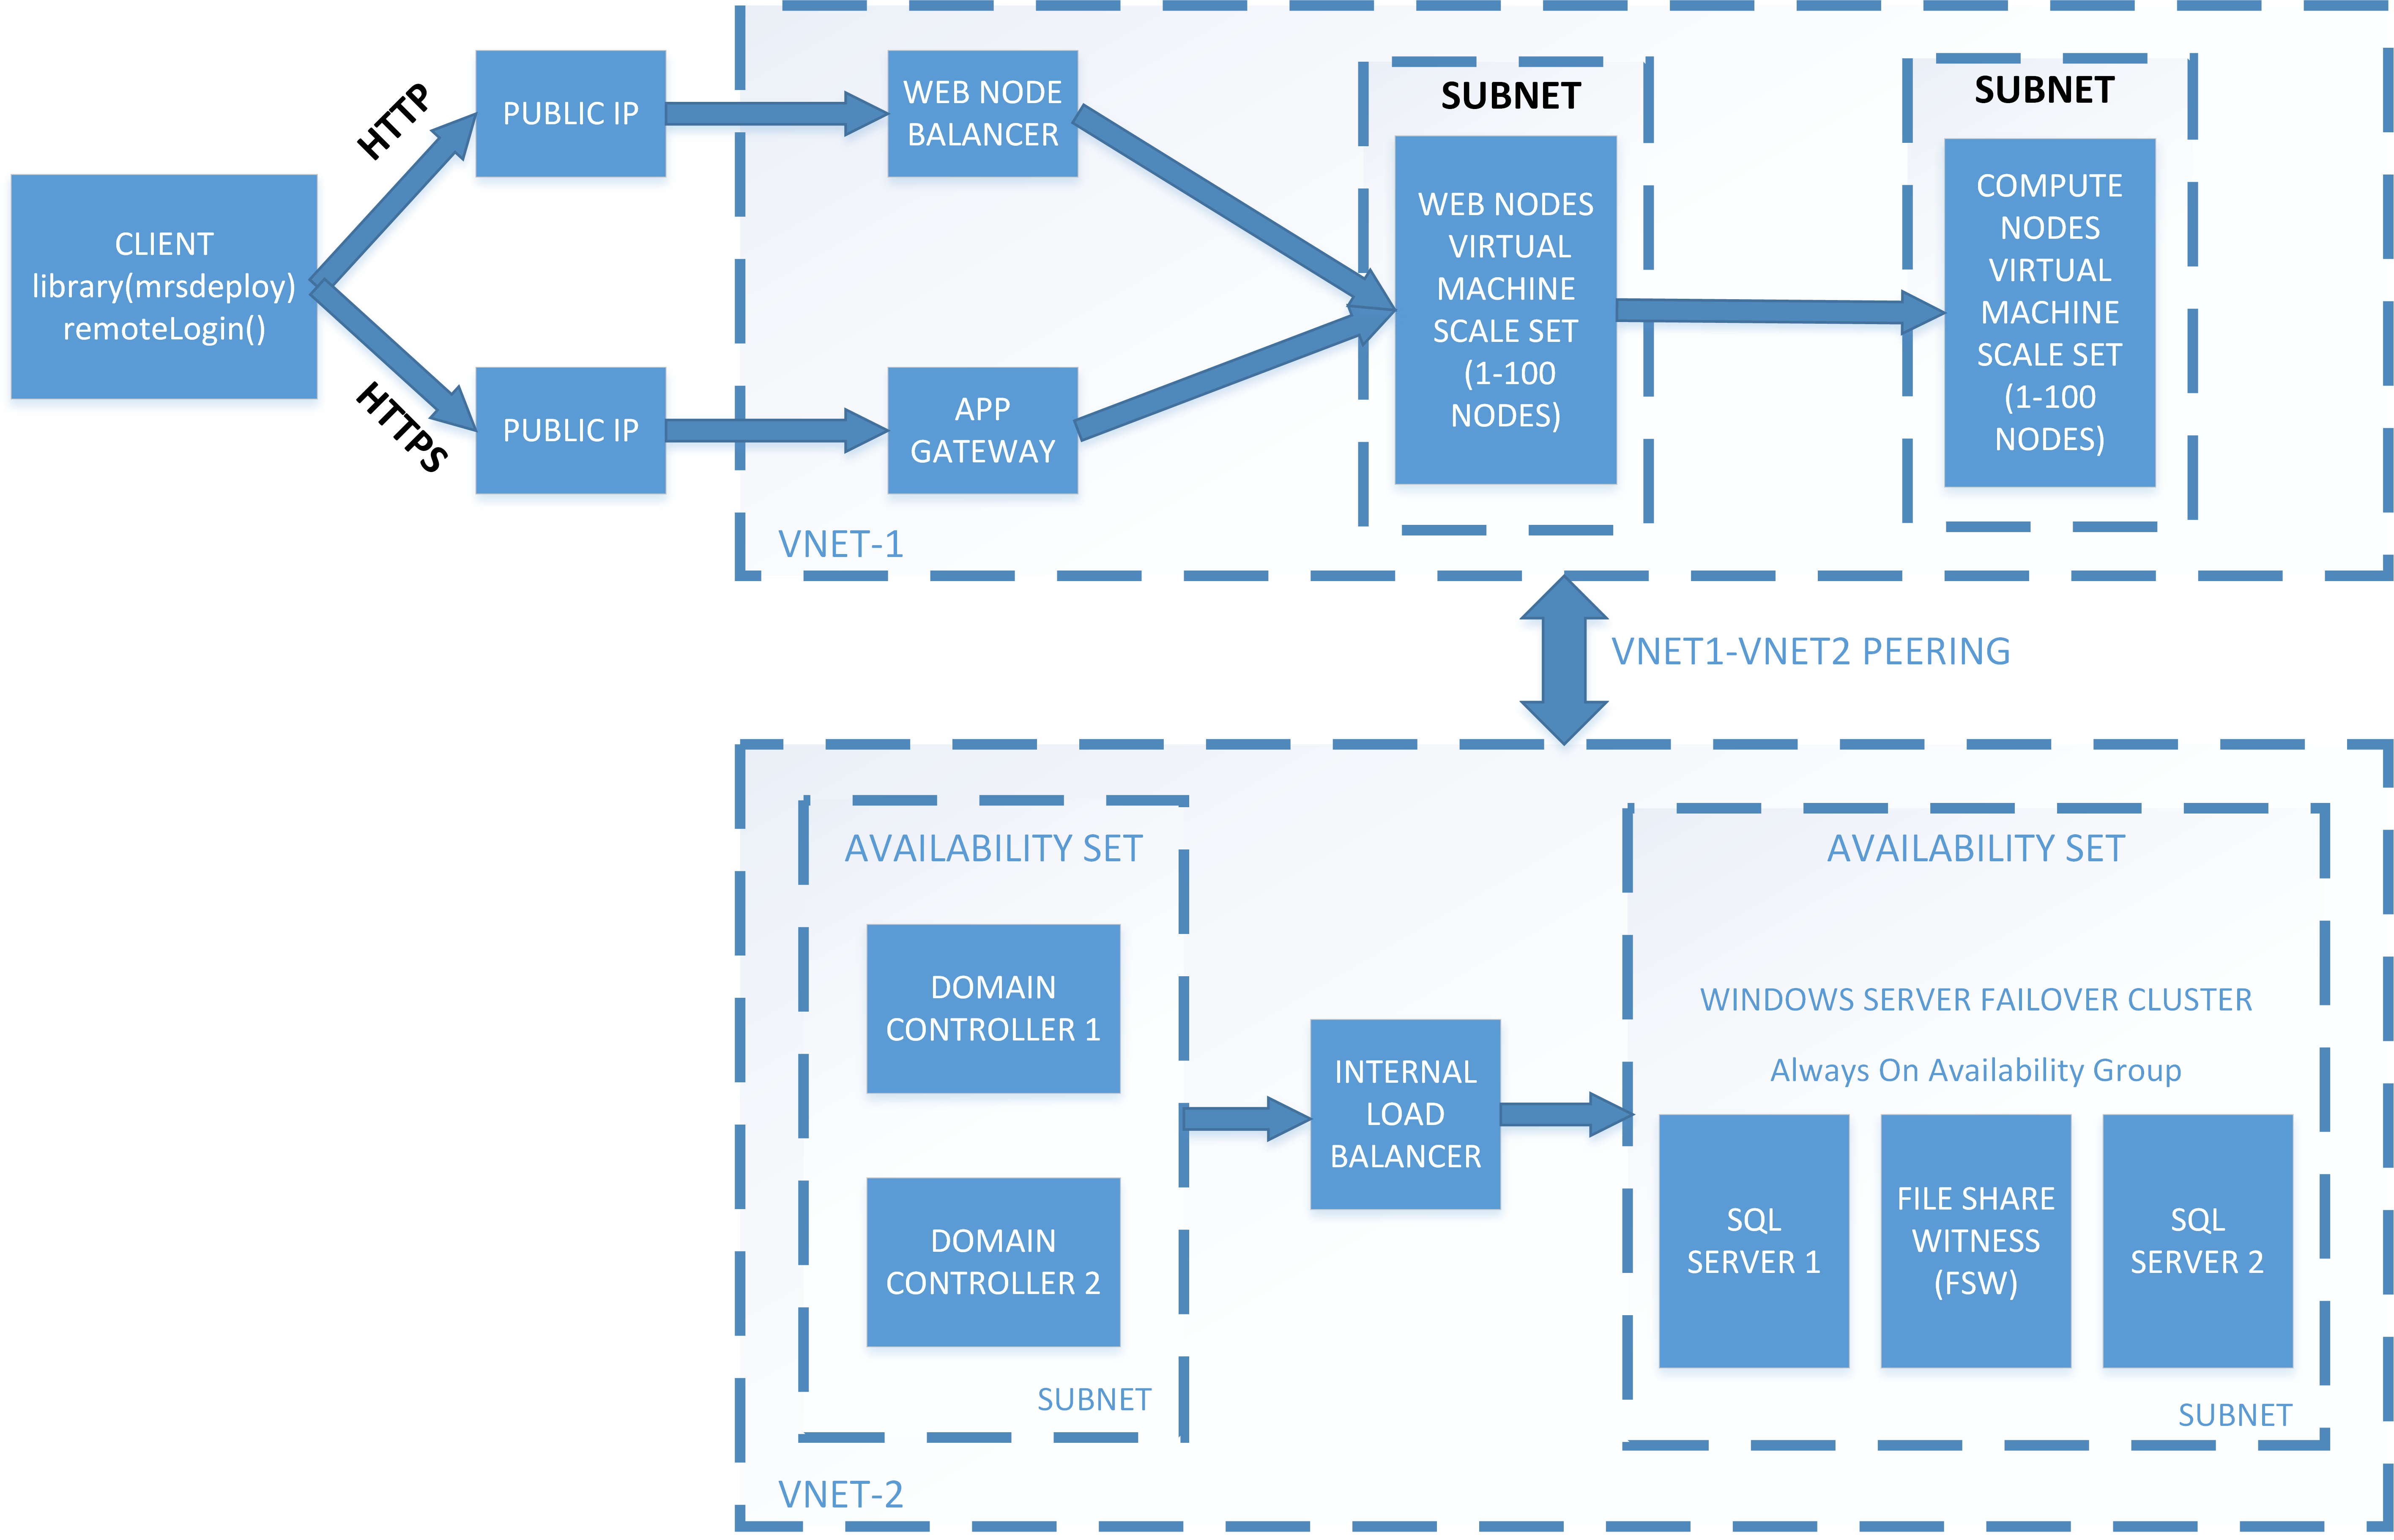 CLIENT
library(mrsdeploy)
remoteLogin()
HTTP
HTTPS
PUBLIC IP
PUBLIC IP
WEB NODE
BALANCER
APP
GATEWAY
VNET-1
SUBNET
WEB NODES
VIRTUAL
MACHINE
SCALE SET
(1-100
NODES)
SUBNET
COMPUTE
NODES
VIRTUAL
MACHINE
SCALE SET
(1-100
NODES)
VNET1-VNET2 PEERING
AVAILABILITY SET
DOMAIN
CONTROLLER 1
DOMAIN
CONTROLLER 2
SUBNET
INTERNAL
LOAD
BALANCER
AVAILABILITY SET
WINDOWS SERVER FAILOVER CLUSTER
Always On Availability Group
SQL
SERVER 1
FILE SHARE
WITNESS
(FSW)
SQL
SERVER 2
SUBNET
VNET-2